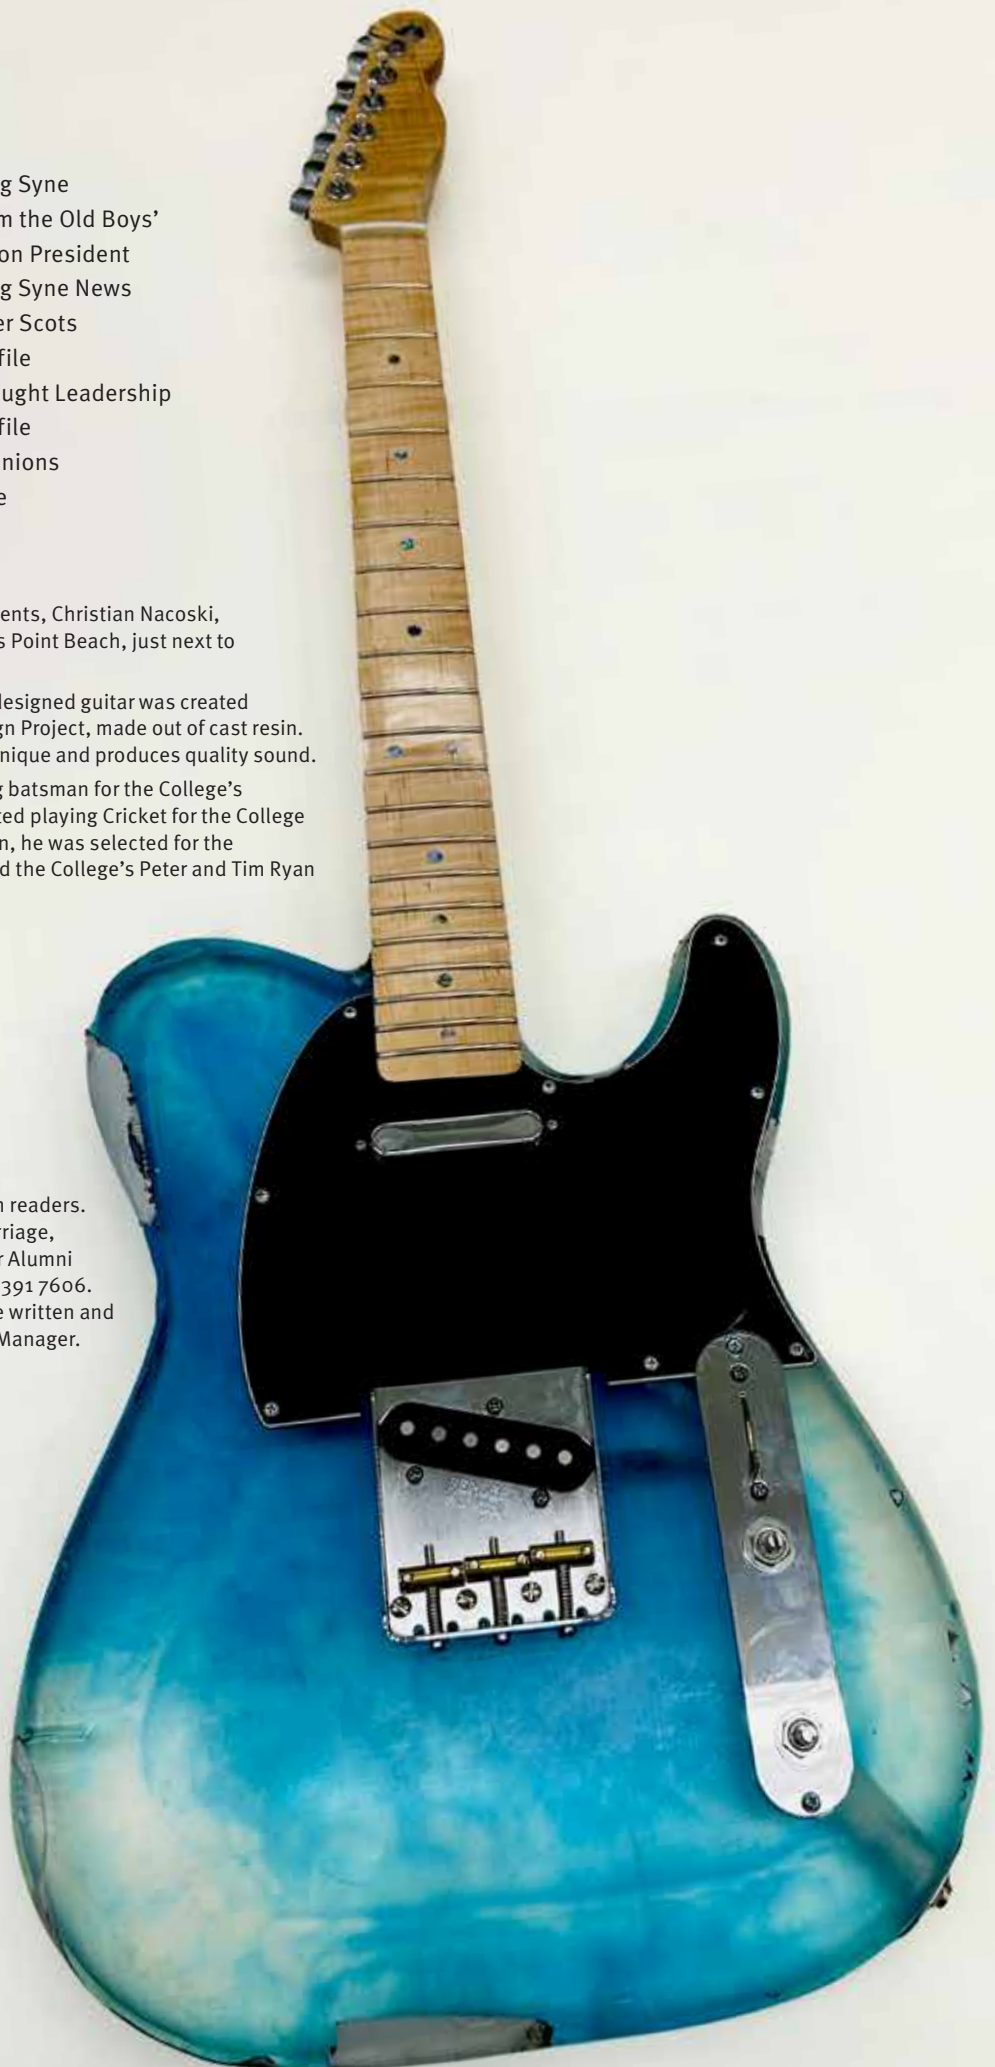 g Syne
m the Old Boys’
on President
g Syne News
er Scots
file
ught Leadership
file
nions
e
ents, Christian Nacoski,
s Point Beach, just next to
designed guitar was created
gn Project, made out of cast resin.
nique and produces quality sound.
g batsman for the College’s
ted playing Cricket for the College
n, he was selected for the
d the College’s Peter and Tim Ryan
n readers.
rriage,
r Alumni
391 7606.
e written and
Manager.